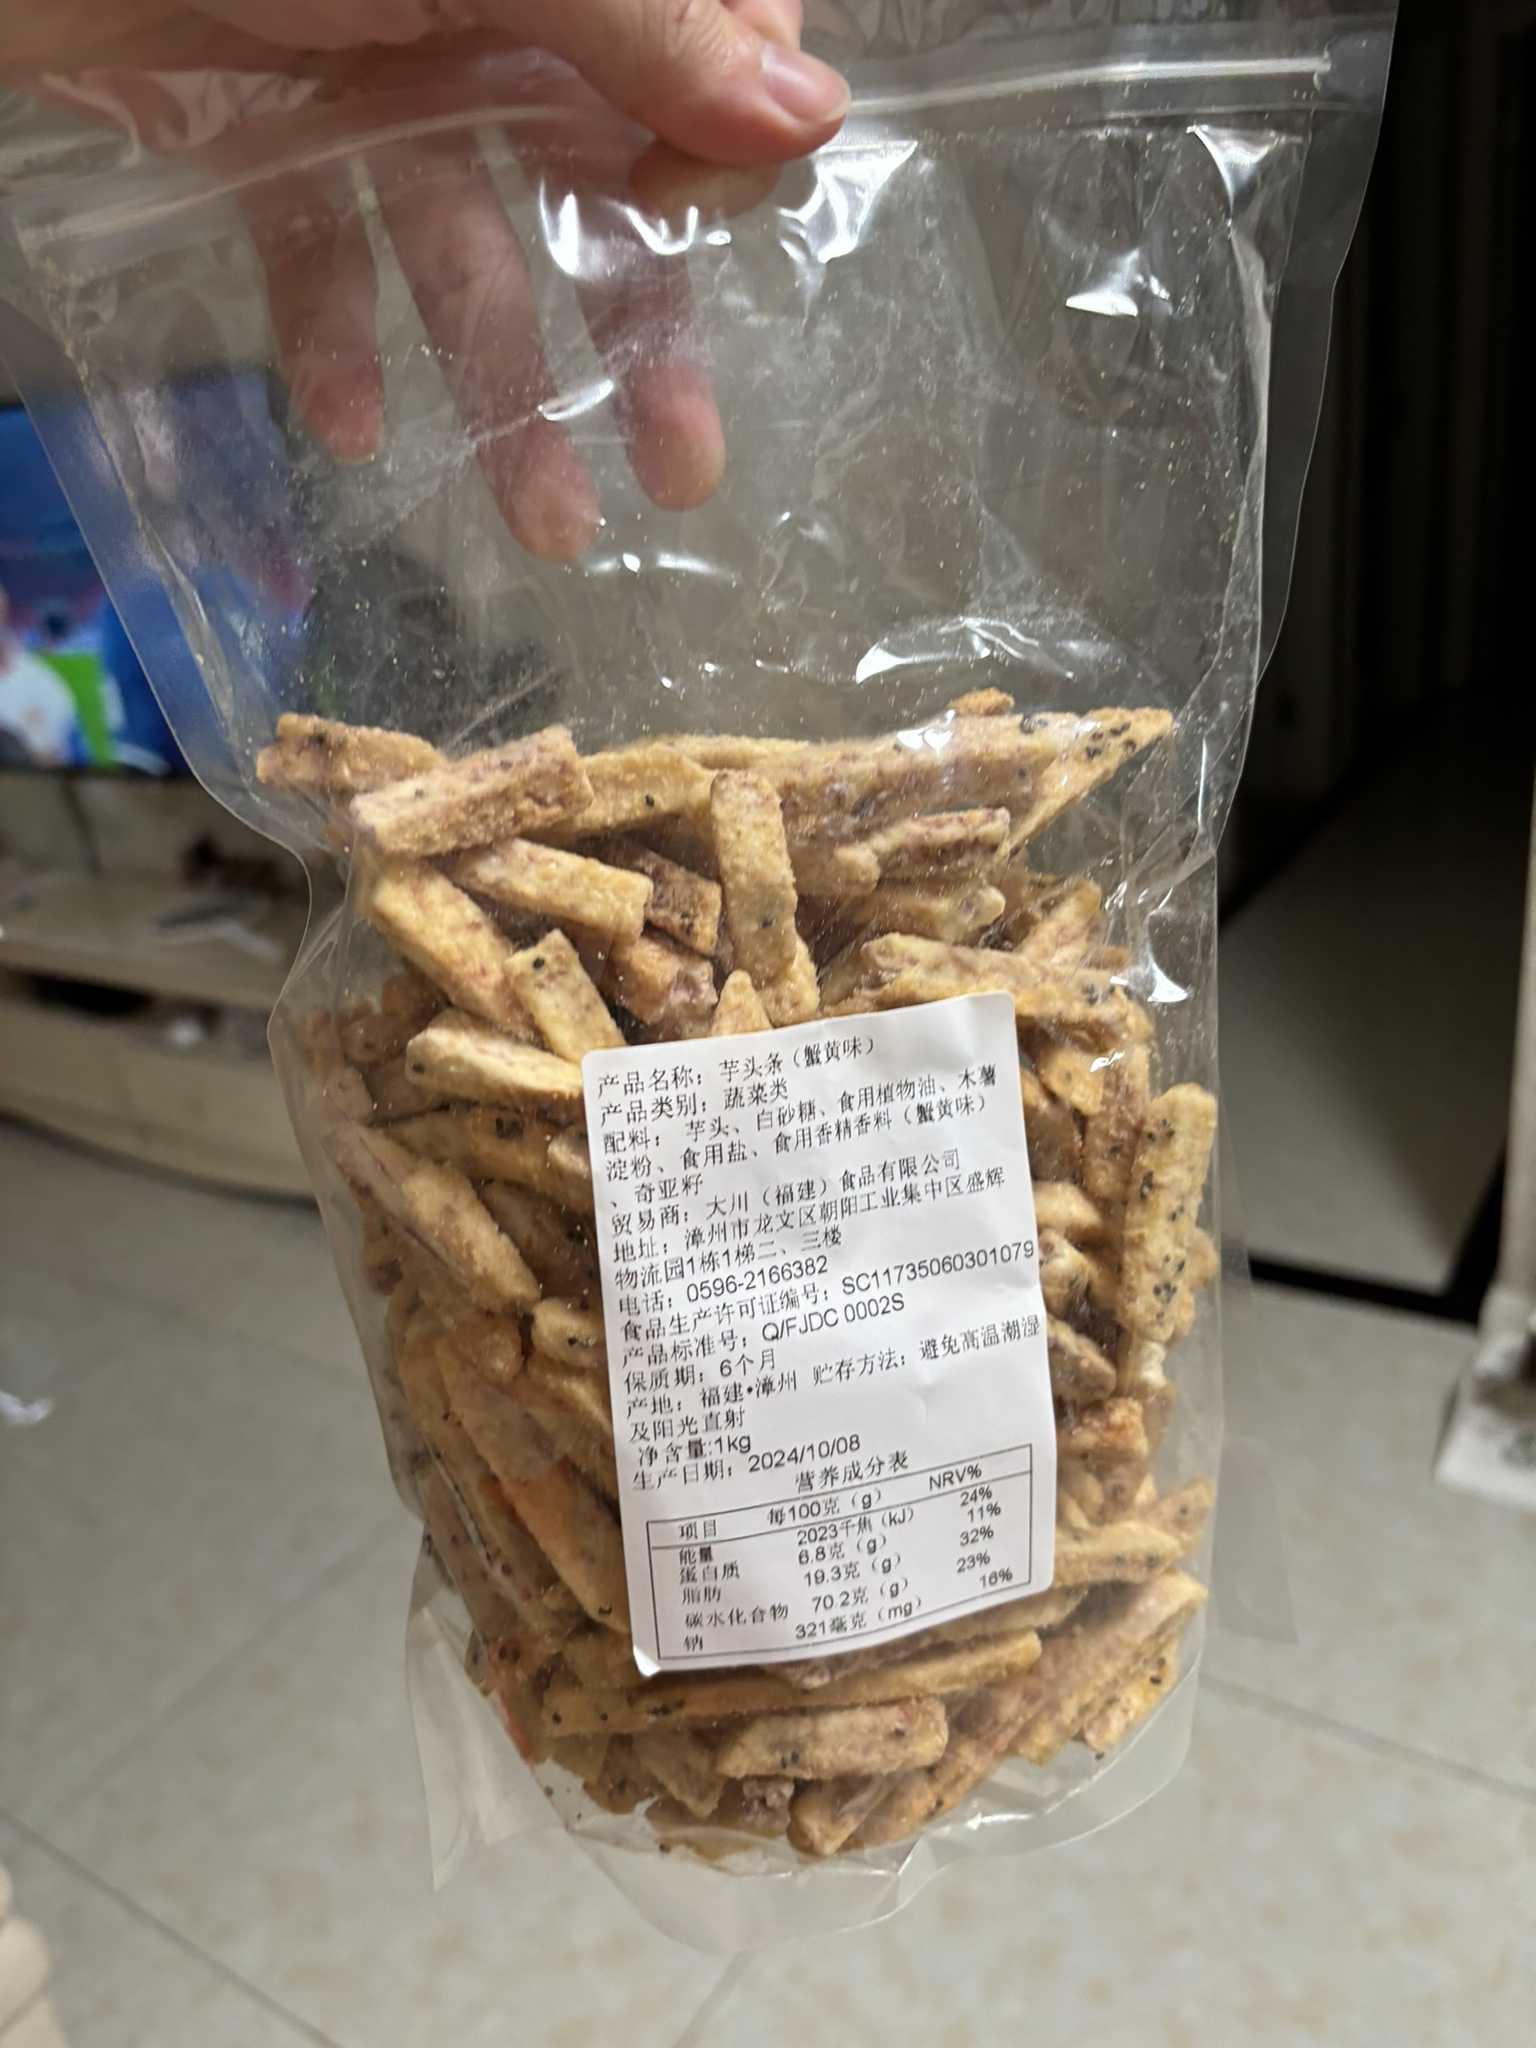 产品名称：芋头条（蟹黄味）
产品类别：蔬菜类
配料： 芋头、白砂糖、食用植物油、木薯
淀粉、食用盐、食用香精香料（蟹黄味）
、奇亚籽
贸易商：大川（福建）食品有限公司
地址：漳州市龙文区朝阳工业集中区盛辉
物流园1栋1梯二、三楼
电话：0596-2166382
食品生产许可证编号：SC11735060301079
产品标准号：Q/FJDC 0002S
保质期：6个月
产地：福建•漳州 贮存方法：避免高温潮湿
及阳光直射
净含量:1kg
生产日期：2024/10/08
营养成分表
项目 每100克（g） NRV%
能量 2023千焦（kJ） 24%
蛋白质 6.8克（g） 11%
脂肪 19.3克（g） 32%
碳水化合物 70.2克（g） 23%
钠 321毫克（mg） 16%